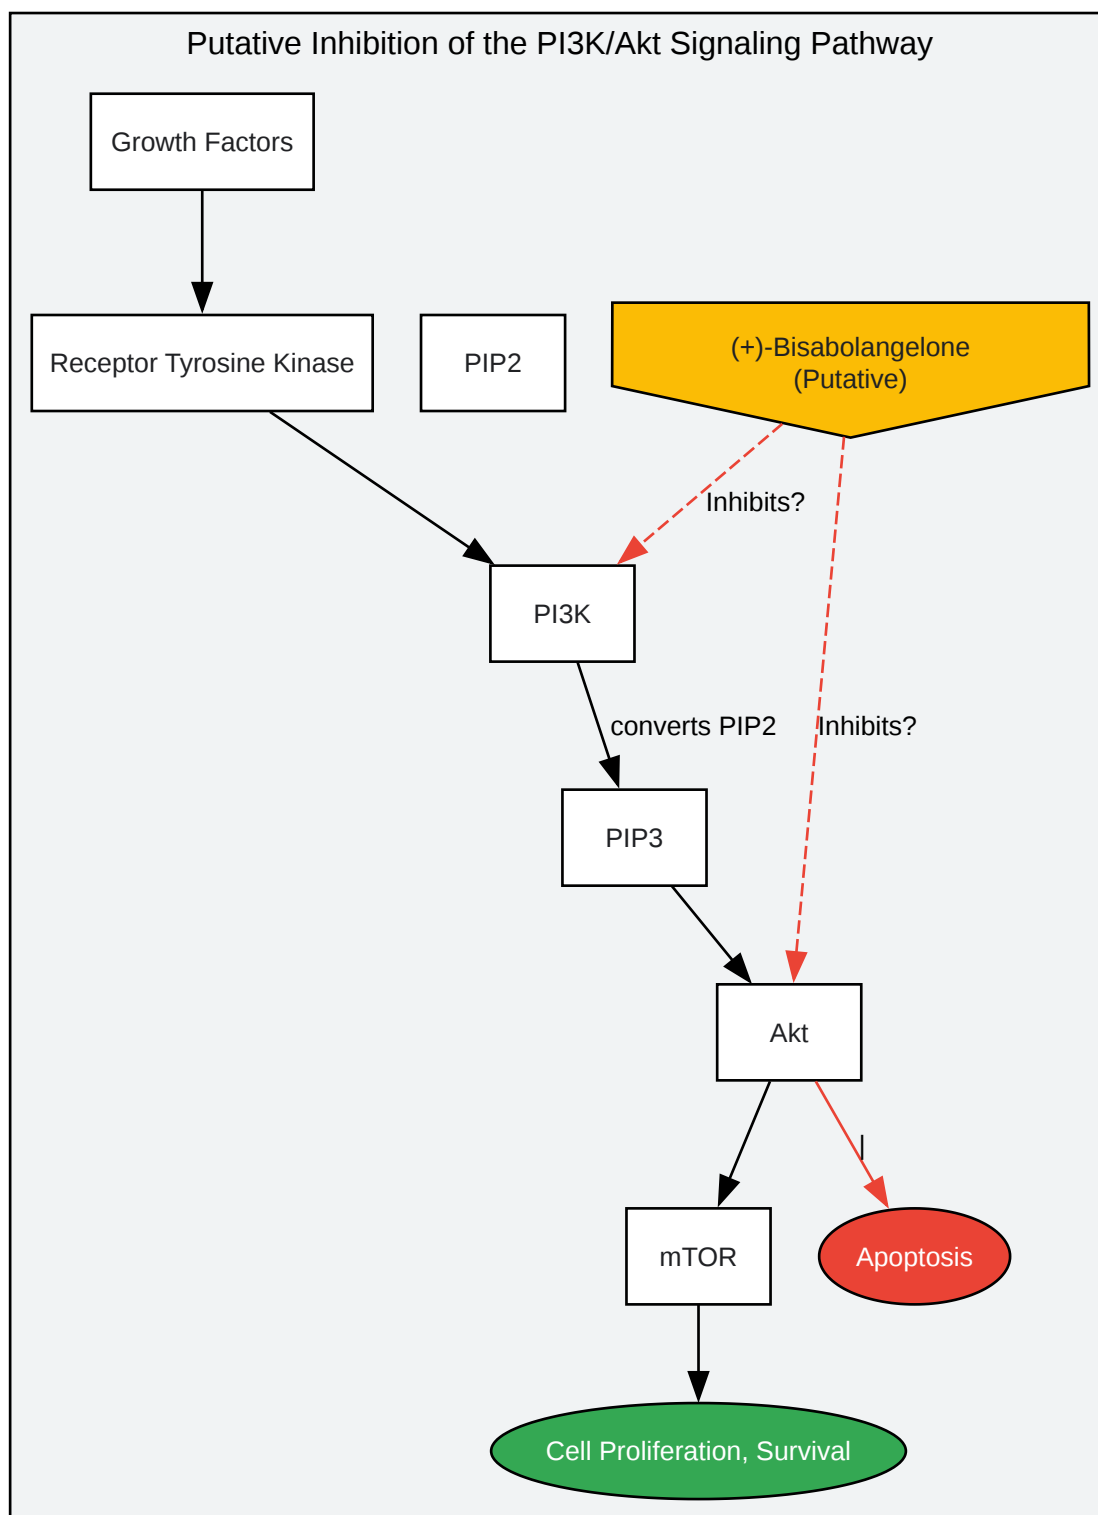 Putative Inhibition of the PI3K/Akt Signaling Pathway
Growth Factors
Receptor Tyrosine Kinase
PIP2
(+)-Bisabolangelone
(Putative)
Inhibits?
PI3K
converts PIP2
Inhibits?
PIP3
Akt
|
mTOR
Apoptosis
Cell Proliferation, Survival